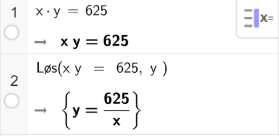 1
x · y = 625
→ x y = 625
x=
2
Løs(x y = 625, y )
→ {y = 625/x}